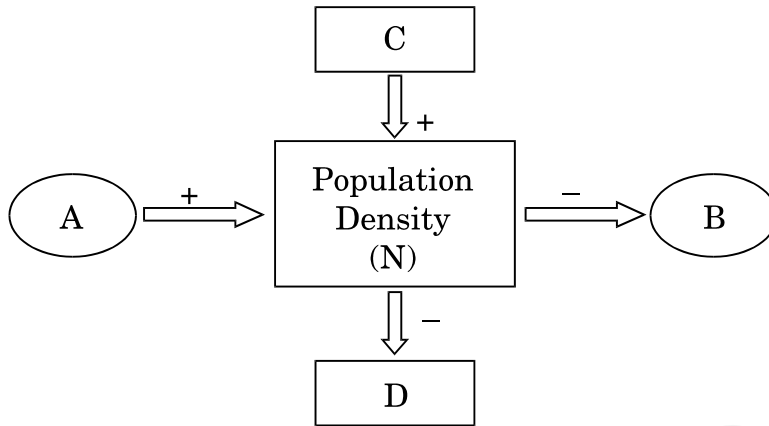 C
+
A
+
Population
Density
(N)
–
B
–
D